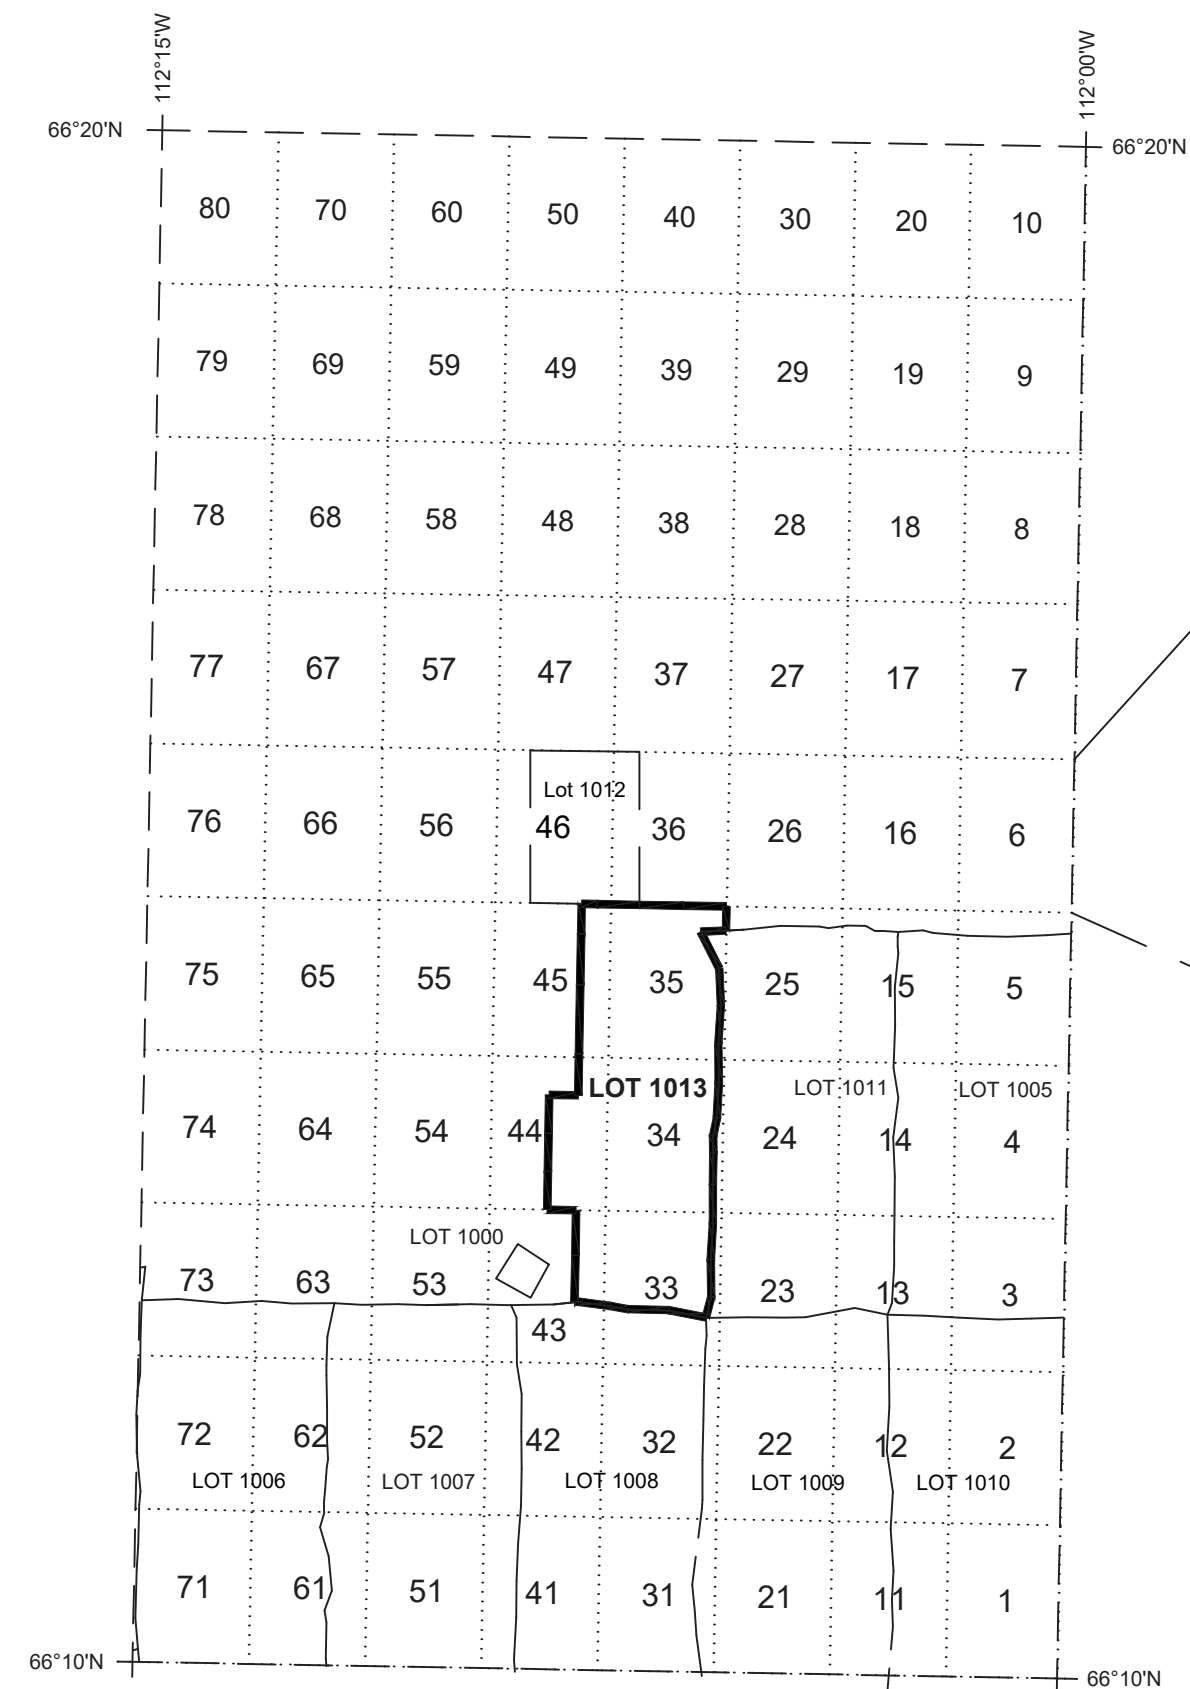 112°15'W
112°00'W
66°20'N
66°20'N
80 70 60 50 40 30 20 10
79 69 59 49 39 29 19 9
78 68 58 48 38 28 18 8
77 67 57 47 37 27 17 7
Lot 1012
76 66 56 46 36 26 16 6
75 65 55 45 35 25 15 5
LOT 1013 LOT 1011 LOT 1005
74 64 54 44 34 24 14 4
LOT 1000
73 63 53 33 23 13 3
43
72 62 52 42 32 22 12 2
LOT 1006 LOT 1007 LOT 1008 LOT 1009 LOT 1010
71 61 51 41 31 21 11 1
66°10'N
66°10'N